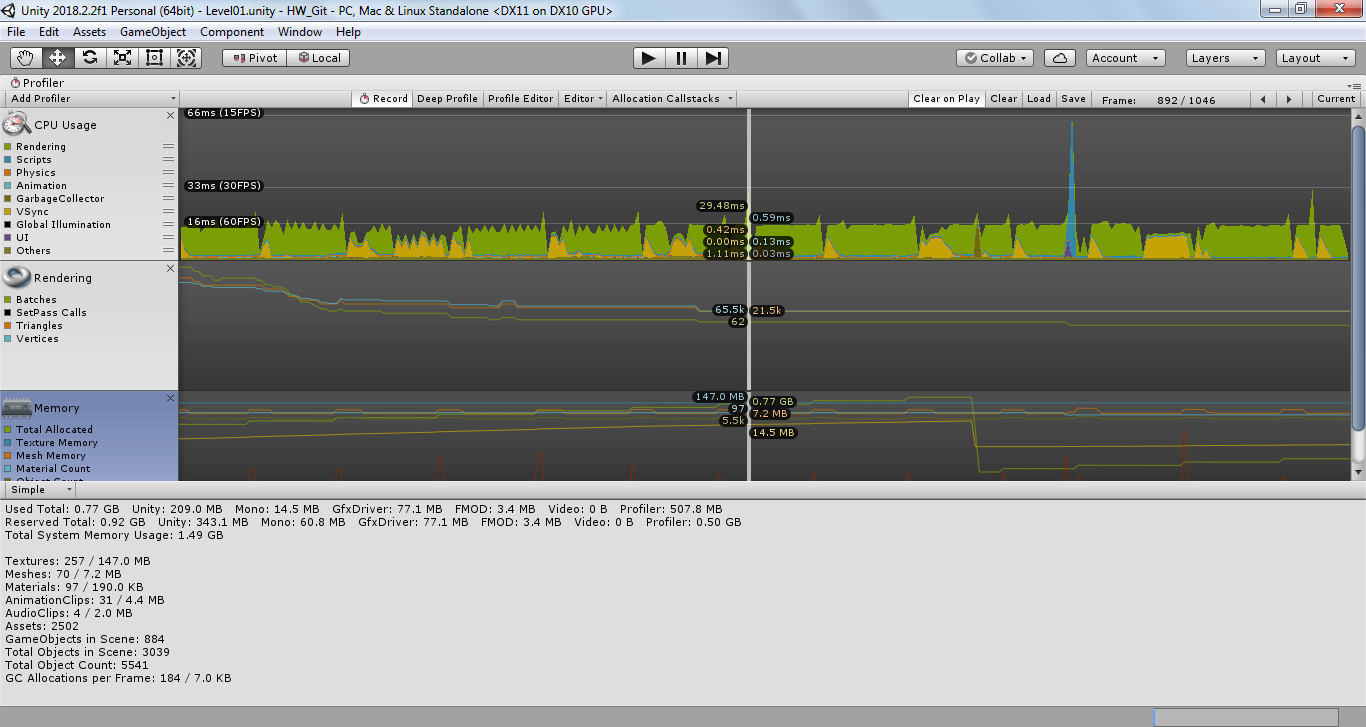 Unity 2018.2.2f1 Personal (64bit) - Level01.unity - HW_Git - PC, Mac & Linux Standalone <DX11 on DX10 GPU>
File Edit Assets GameObject Component Window Help
Pivot Local Collab Account Layers Layout
Profiler
Add Profiler Record Deep Profile Profile Editor Editor Allocation Callstacks Clear on Play Clear Load Save Frame: 892 / 1046 Current
CPU Usage
Rendering
Scripts
Physics
Animation
GarbageCollector
VSync
Global Illumination
UI
Others
66ms (15FPS)
33ms (30FPS)
16ms (60FPS)
29.48ms
0.59ms
0.42ms
0.00ms 0.13ms
1.11ms 0.03ms
Rendering
Batches
SetPass Calls
Triangles
Vertices
65.5k 21.5k
62
Memory
Total Allocated
Texture Memory
Mesh Memory
Material Count
Object Count
147.0 MB 0.77 GB
97 7.2 MB
5.5k
14.5 MB
Simple
Used Total: 0.77 GB Unity: 209.0 MB Mono: 14.5 MB GfxDriver: 77.1 MB FMOD: 3.4 MB Video: 0 B Profiler: 507.8 MB
Reserved Total: 0.92 GB Unity: 343.1 MB Mono: 60.8 MB GfxDriver: 77.1 MB FMOD: 3.4 MB Video: 0 B Profiler: 0.50 GB
Total System Memory Usage: 1.49 GB
Textures: 257 / 147.0 MB
Meshes: 70 / 7.2 MB
Materials: 97 / 190.0 KB
AnimationClips: 31 / 4.4 MB
AudioClips: 4 / 2.0 MB
Assets: 2502
GameObjects in Scene: 884
Total Objects in Scene: 3039
Total Object Count: 5541
GC Allocations per Frame: 184 / 7.0 KB